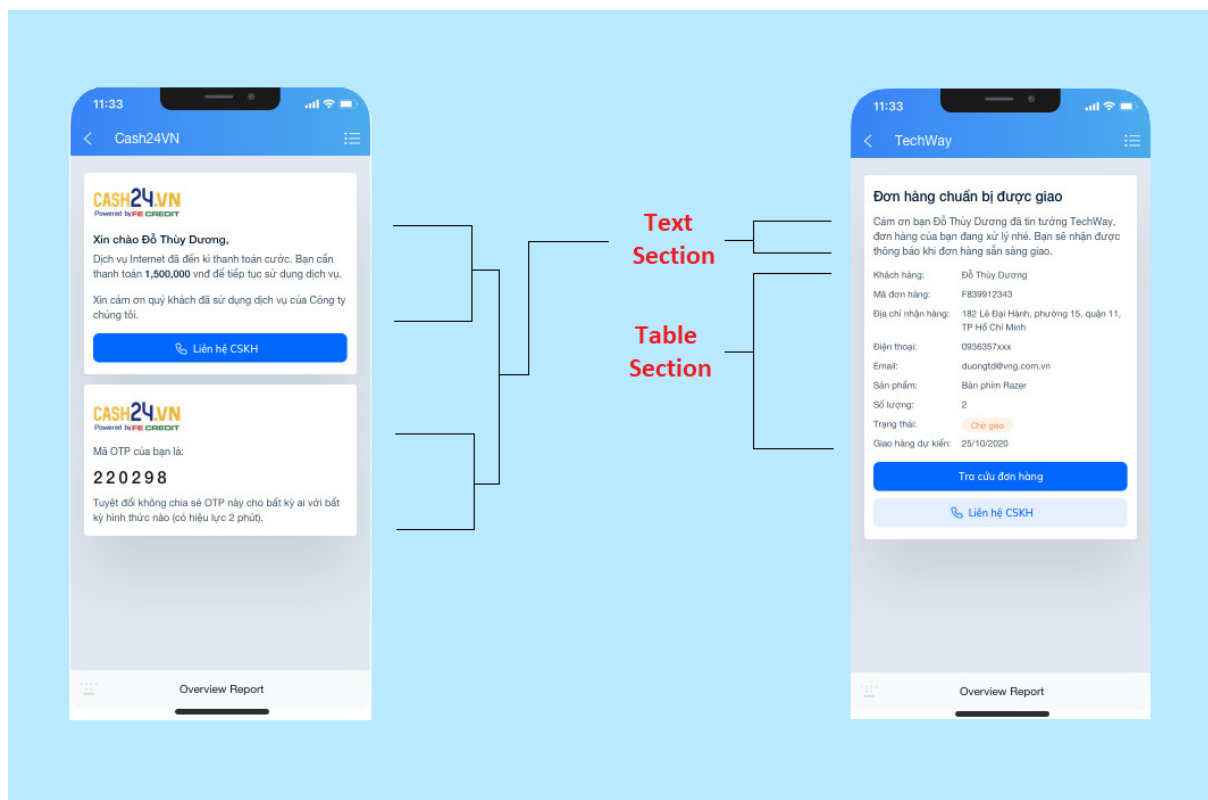 11:33
Cash24VN
CASH24.VN
Powered by FE CREDIT
Xin chào Đỗ Thùy Dương,
Dịch vụ Internet đã đến kì thanh toán cước. Bạn cần
thanh toán 1,500,000 vnđ để tiếp tục sử dụng dịch vụ.
Xin cảm ơn quý khách đã sử dụng dịch vụ của Công ty
chúng tôi.
Liên hệ CSKH
CASH24.VN
Powered by FE CREDIT
Mã OTP của bạn là:
220298
Tuyệt đối không chia sẻ OTP này cho bất kỳ ai với bất
kỳ hình thức nào (có hiệu lực 2 phút).
Overview Report
Text
Section
Table
Section
11:33
TechWay
Đơn hàng chuẩn bị được giao
Cám ơn bạn Đỗ Thùy Dương đã tin tưởng TechWay,
đơn hàng của bạn đang xử lý nhé. Bạn sẽ nhận được
thông báo khi đơn hàng sẵn sàng giao.
Khách hàng: Đỗ Thùy Dương
Mã đơn hàng: F839912343
Địa chỉ nhận hàng: 182 Lê Đại Hành, phường 15, quận 11,
TP Hồ Chí Minh
Điện thoại: 0936357xxx
Email: duongtd@vng.com.vn
Sản phẩm: Bàn phím Razer
Số lượng: 2
Trạng thái: Chờ giao
Giao hàng dự kiến: 25/10/2020
Tra cứu đơn hàng
Liên hệ CSKH
Overview Report